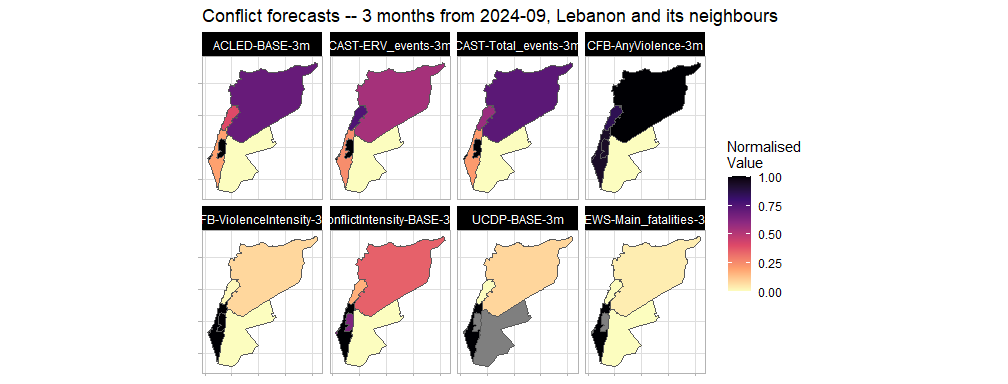 Conflict forecasts -- 3 months from 2024-09, Lebanon and its neighbours
ACLED-BASE-3m
CAST-ERV_events-3m
CAST-Total_events-3m
CFB-AnyViolence-3m
FB-ViolenceIntensity-3
onflictIntensity-BASE-3
UCDP-BASE-3m
EWS-Main_fatalities-3
Normalised
Value
1.00
0.75
0.50
0.25
0.00